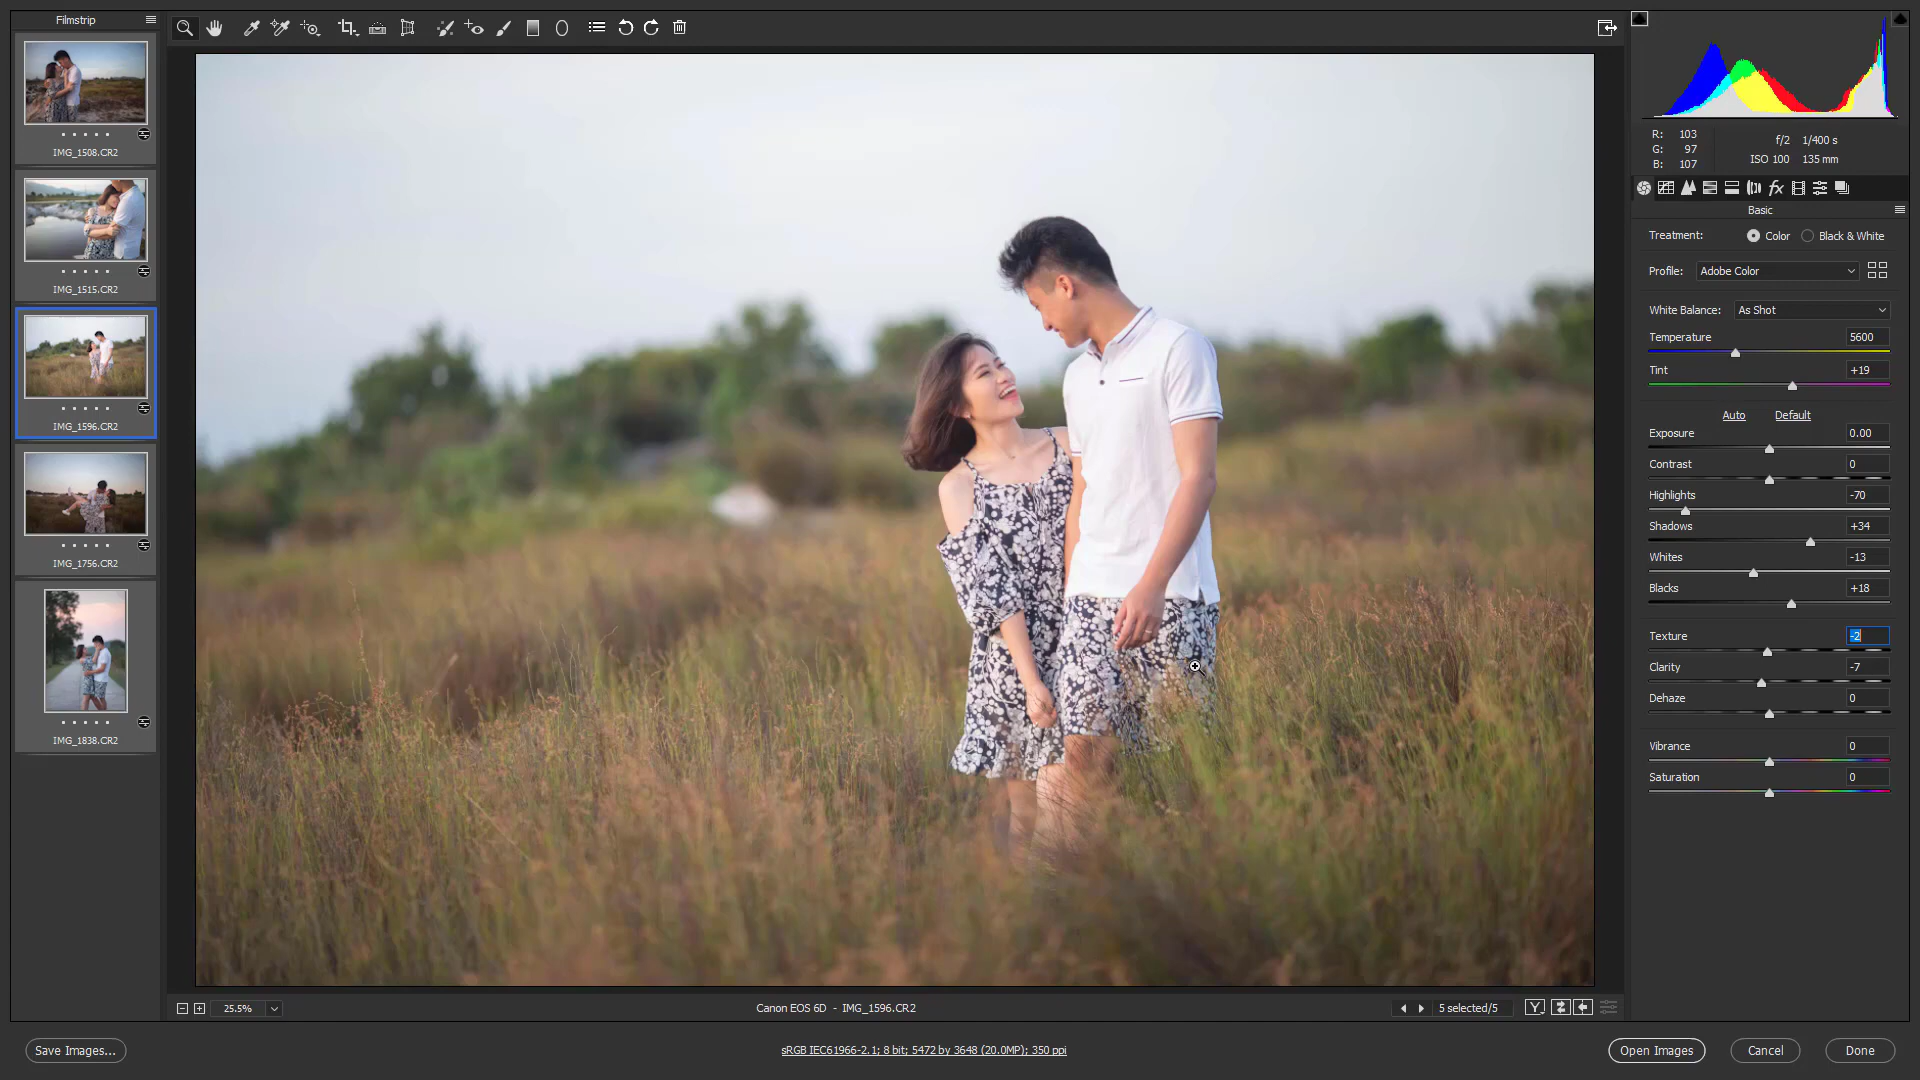 Filmstrip
IMG_1508.CR2
IMG_1515.CR2
IMG_1596.CR2
IMG_1756.CR2
IMG_1838.CR2
25.5%
Canon EOS 6D - IMG_1596.CR2
5 selected/5
Y
R: 103
G: 97
B: 107
f/2 1/400 s
ISO 100 135 mm
fx
Basic
Treatment: Color Black & White
Profile: Adobe Color
White Balance: As Shot
Temperature 5600
Tint +19
Auto Default
Exposure 0.00
Contrast 0
Highlights -70
Shadows +34
Whites -13
Blacks +18
Texture -2
Clarity -7
Dehaze 0
Vibrance 0
Saturation 0
Save Images...
sRGB IEC61966-2.1; 8 bit; 5472 by 3648 (20.0MP); 350 ppi
Open Images
Cancel
Done